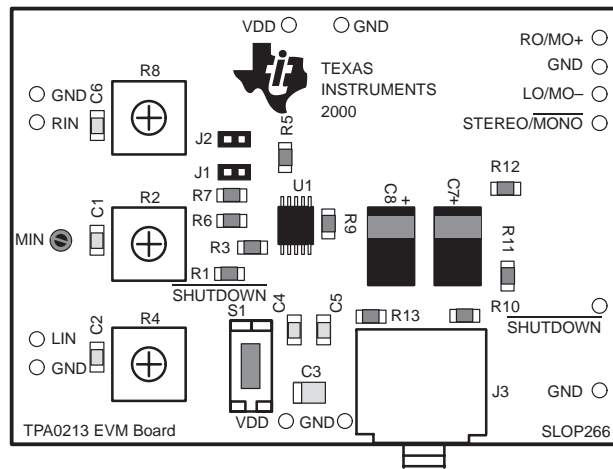 VDD GND
RO/MO+
GND
LO/MO–
STEREO/MONO
TEXAS
INSTRUMENTS
2000
R8
C6
GND
RIN
J2
J1
R5
R7
R6
R3
R1
SHUTDOWN
U1
R9
C8 +
C7+
R12
R11
C1
R2
MIN
LIN
GND
C2
R4
S1
VDD
C4
C5
C3
GND
R13
R10
SHUTDOWN
J3
GND
TPA0213 EVM Board
SLOP266